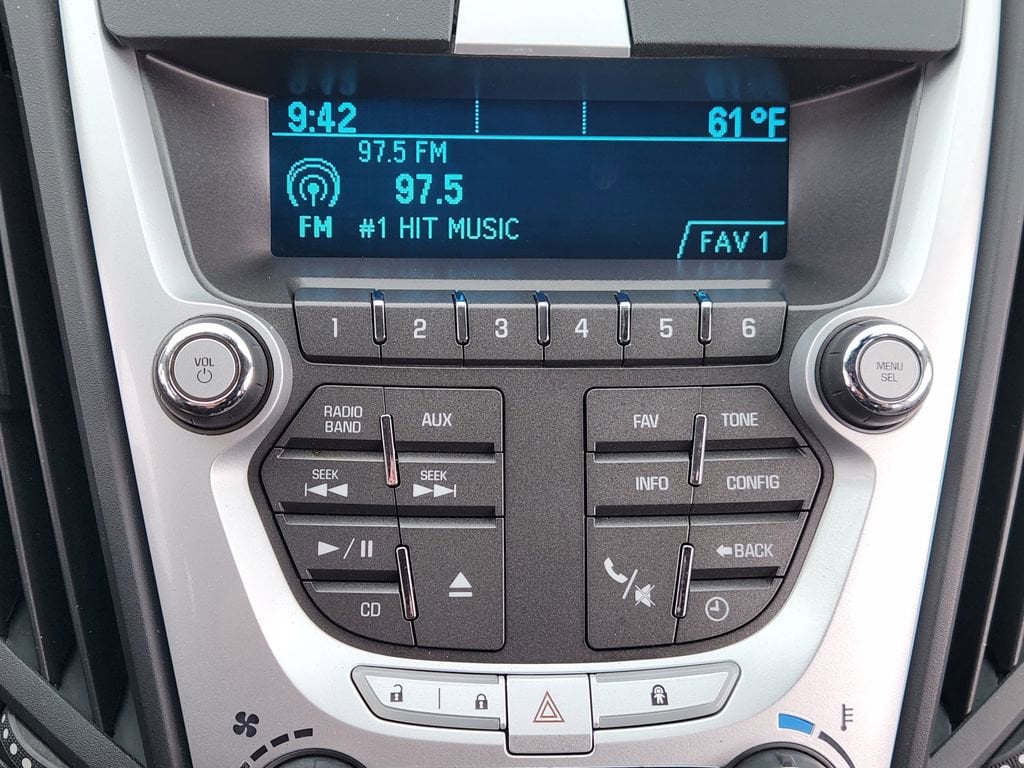 9:42 61°F
97.5 FM
97.5
FM #1 HIT MUSIC
FAV 1
1 2 3 4 5 6
VOL
MENU
SEL
RADIO
BAND
AUX
FAV
TONE
SEEK
SEEK
INFO
CONFIG
BACK
CD